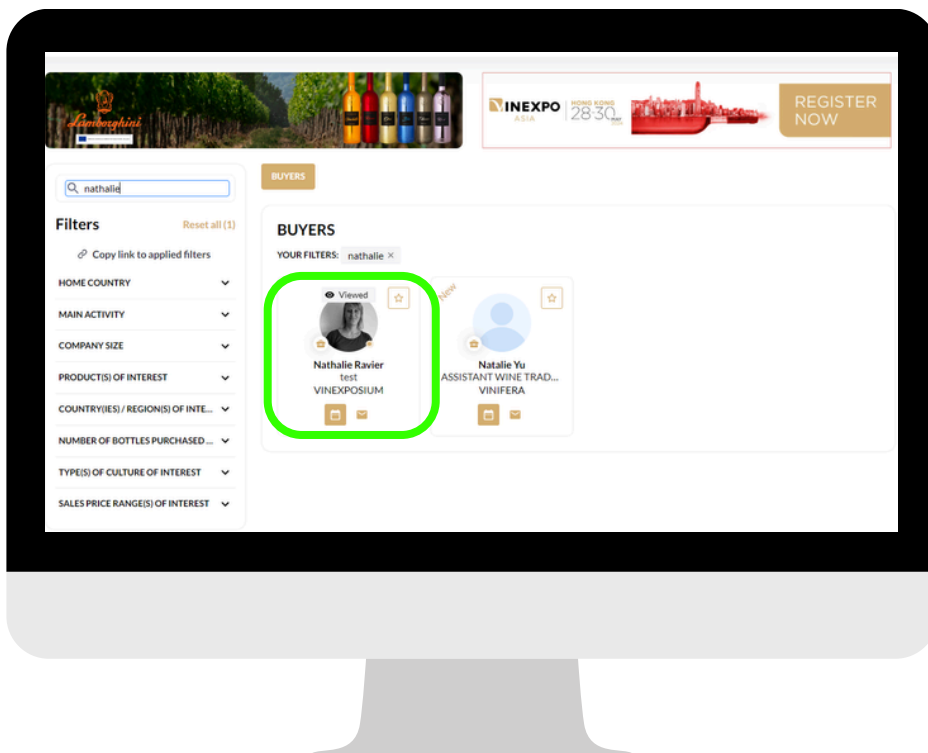 Lamborghini
VINEXPO
ASIA
HONG KONG
28-30
REGISTER
NOW
nathalie
BUYERS
Filters
Reset all (1)
Copy link to applied filters
HOME COUNTRY
MAIN ACTIVITY
COMPANY SIZE
PRODUCT(S) OF INTEREST
COUNTRY(IES) / REGION(S) OF INTE...
NUMBER OF BOTTLES PURCHASED ...
TYPE(S) OF CULTURE OF INTEREST
SALES PRICE RANGE(S) OF INTEREST
BUYERS
YOUR FILTERS: nathalie ×
Viewed
Nathalie Ravier
test
VINEXPOSIUM
New
Natalie Yu
ASSISTANT WINE TRAD...
VINIFERA